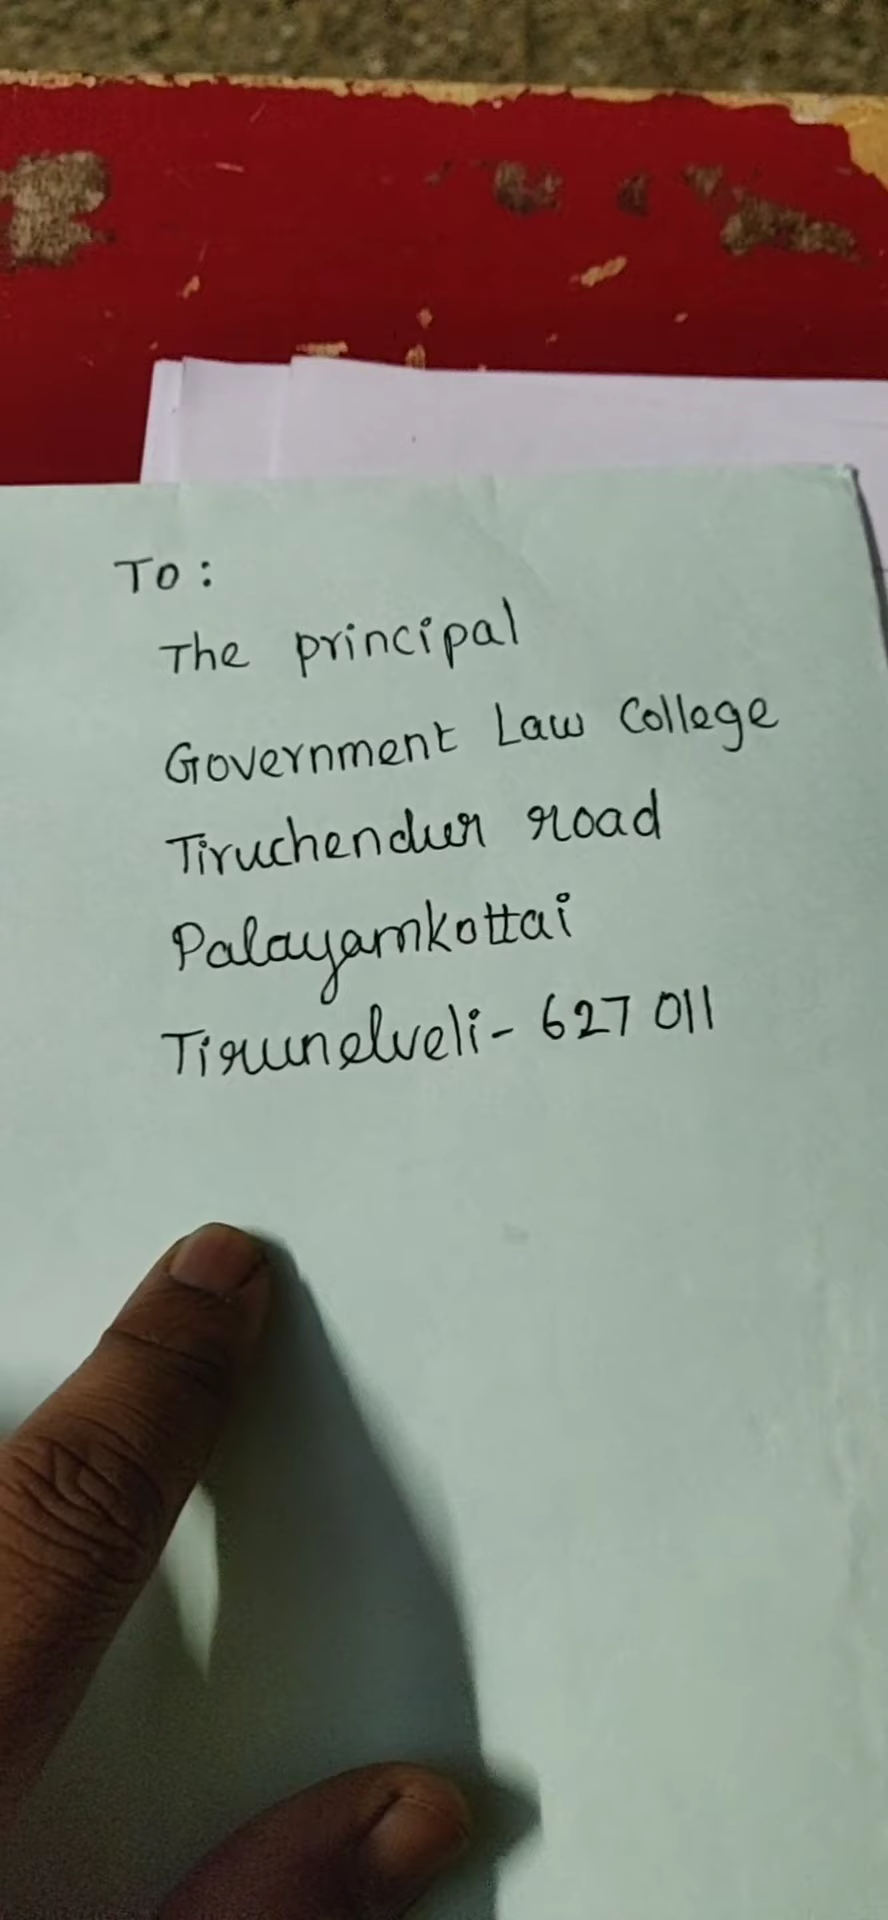 To:
The principal
Government Law College
Tiruchendur road
Palayamkottai
Tirunelveli- 627 011